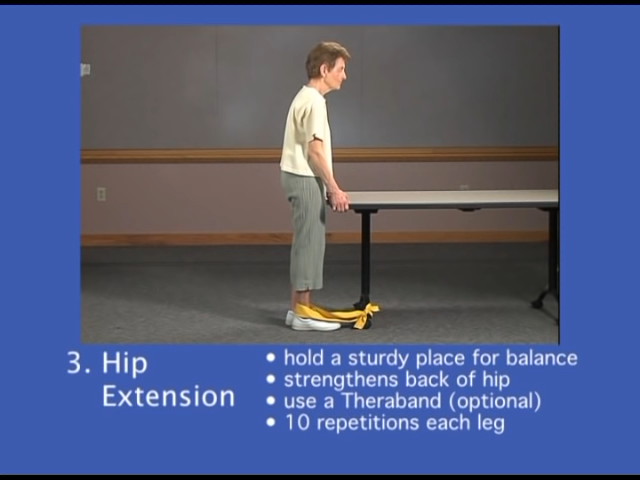 3. Hip
Extension
• hold a sturdy place for balance
• strengthens back of hip
• use a Theraband (optional)
• 10 repetitions each leg